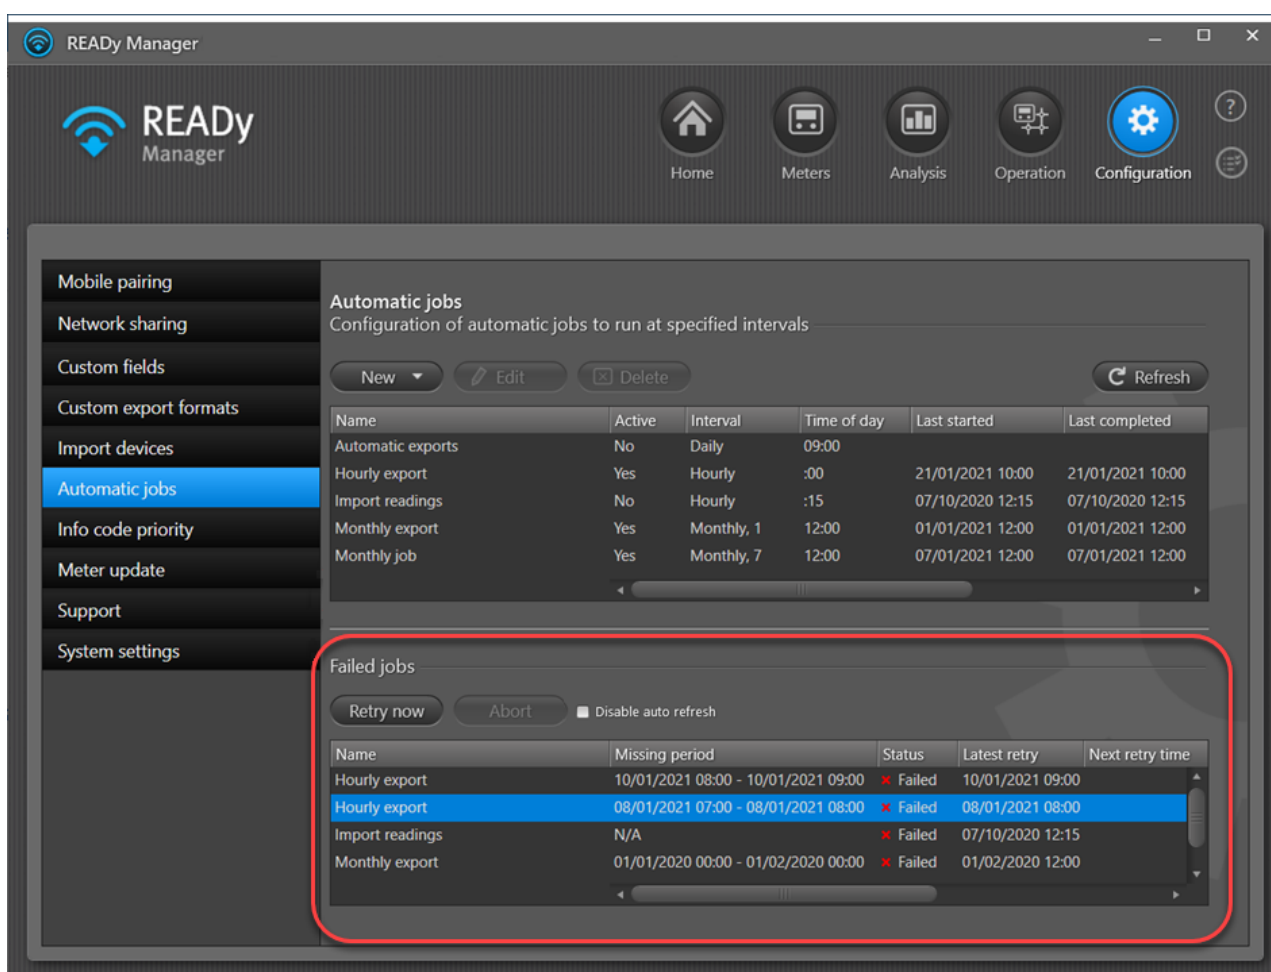 READy Manager
READy
Manager
Home Meters Analysis Operation Configuration
?
Mobile pairing
Network sharing
Custom fields
Custom export formats
Import devices
Automatic jobs
Info code priority
Meter update
Support
System settings
Automatic jobs
Configuration of automatic jobs to run at specified intervals
New Edit Delete Refresh
Name Active Interval Time of day Last started Last completed
Automatic exports No Daily 09:00
Hourly export Yes Hourly :00 21/01/2021 10:00 21/01/2021 10:00
Import readings No Hourly :15 07/10/2020 12:15 07/10/2020 12:15
Monthly export Yes Monthly, 1 12:00 01/01/2021 12:00 01/01/2021 12:00
Monthly job Yes Monthly, 7 12:00 07/01/2021 12:00 07/01/2021 12:00
Failed jobs
Retry now Abort Disable auto refresh
Name Missing period Status Latest retry Next retry time
Hourly export 10/01/2021 08:00 - 10/01/2021 09:00 Failed 10/01/2021 09:00
Hourly export 08/01/2021 07:00 - 08/01/2021 08:00 Failed 08/01/2021 08:00
Import readings N/A Failed 07/10/2020 12:15
Monthly export 01/01/2020 00:00 - 01/02/2020 00:00 Failed 01/02/2020 12:00